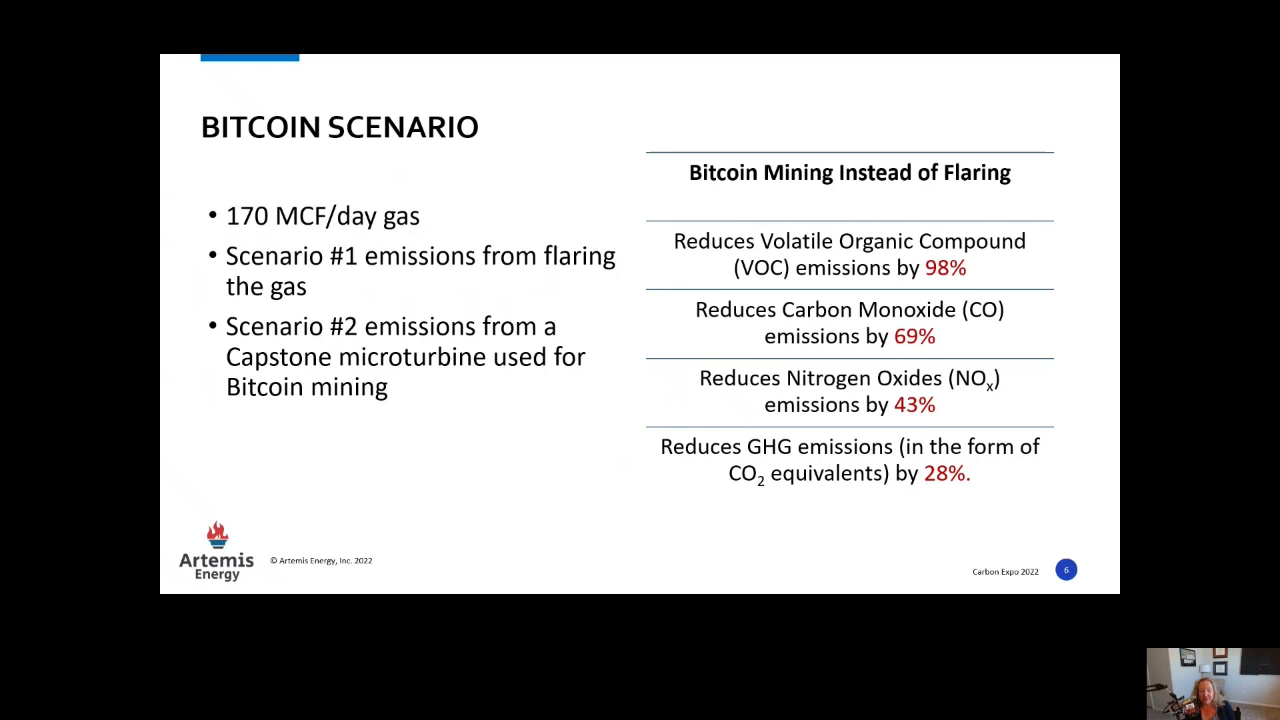 BITCOIN SCENARIO
• 170 MCF/day gas
• Scenario #1 emissions from flaring
the gas
• Scenario #2 emissions from a
Capstone microturbine used for
Bitcoin mining
Bitcoin Mining Instead of Flaring
Reduces Volatile Organic Compound
(VOC) emissions by 98%
Reduces Carbon Monoxide (CO)
emissions by 69%
Reduces Nitrogen Oxides (NOx)
emissions by 43%
Reduces GHG emissions (in the form of
CO2 equivalents) by 28%.
Artemis
Energy
© Artemis Energy, Inc. 2022
Carbon Expo 2022
6